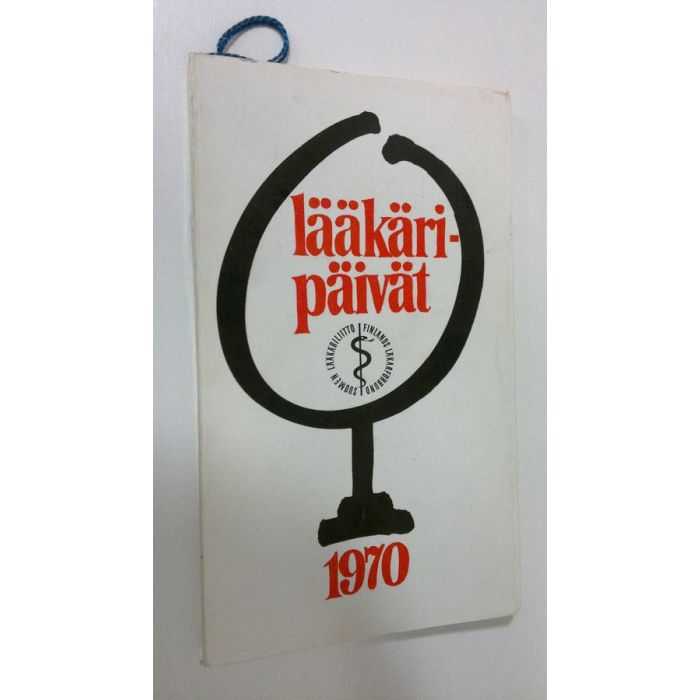 lääkäri-
päivät
SUOMEN LÄÄKÄRILIITTO
FINLANDS LÄKARFÖRBUND
1970